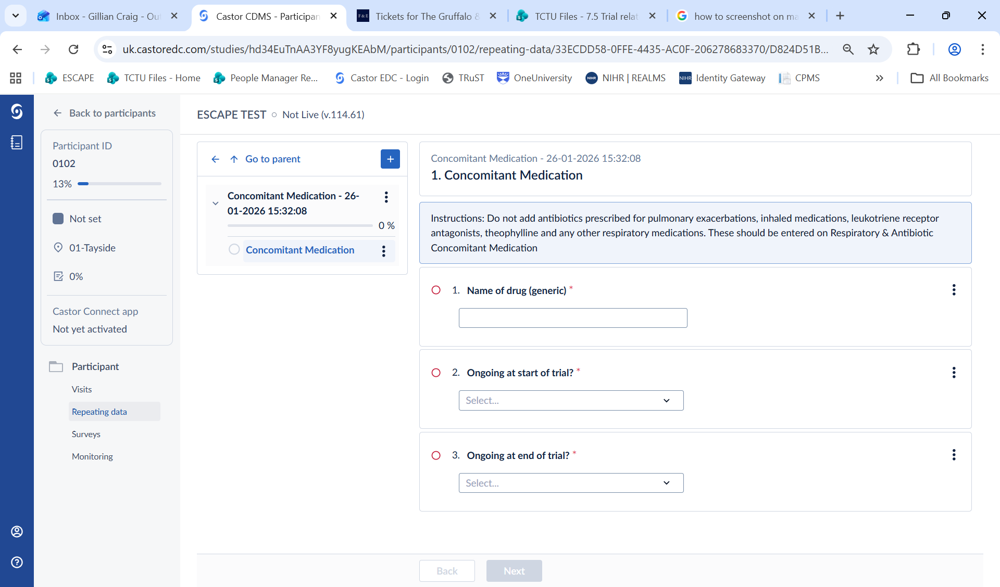 Inbox - Gillian Craig - Ou
Castor CDMS - Participan
F&E
Tickets for The Gruffalo &
TCTU Files - 7.5 Trial relat
how to screenshot on ma
uk.castoredc.com/studies/hd34EuTnAA3YF8yugKEAbM/participants/0102/repeating-data/33ECDD58-0FFE-4435-AC0F-206278683370/D824D51B...
ESCAPE
TCTU Files - Home
People Manager Re...
Castor EDC - Login
TRuST
OneUniversity
NIHR | REALMS
Identity Gateway
CPMS
All Bookmarks
Back to participants
ESCAPE TEST
Not Live (v.114.61)
Participant ID
0102
13%
Not set
01-Tayside
0%
Castor Connect app
Not yet activated
Participant
Visits
Repeating data
Surveys
Monitoring
Go to parent
Concomitant Medication - 26-
01-2026 15:32:08
0 %
Concomitant Medication
Concomitant Medication - 26-01-2026 15:32:08
1. Concomitant Medication
Instructions: Do not add antibiotics prescribed for pulmonary exacerbations, inhaled medications, leukotriene receptor
antagonists, theophylline and any other respiratory medications. These should be entered on Respiratory & Antibiotic
Concomitant Medication
1. Name of drug (generic) *
2. Ongoing at start of trial? *
Select...
3. Ongoing at end of trial? *
Select...
Back
Next